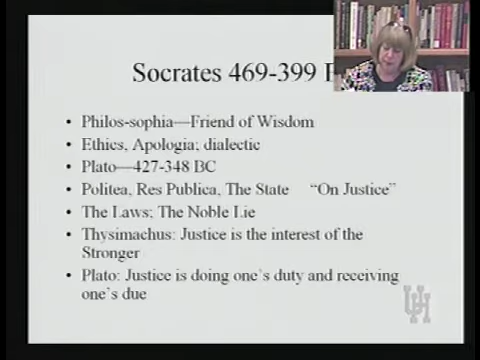 Socrates 469-399
Philos-sophia—Friend of Wisdom
Ethics, Apologia; dialectic
Plato—427-348 BC
Politea, Res Publica, The State “On Justice”
The Laws; The Noble Lie
Thysimachus: Justice is the interest of the
Stronger
Plato: Justice is doing one's duty and receiving
one's due
UH